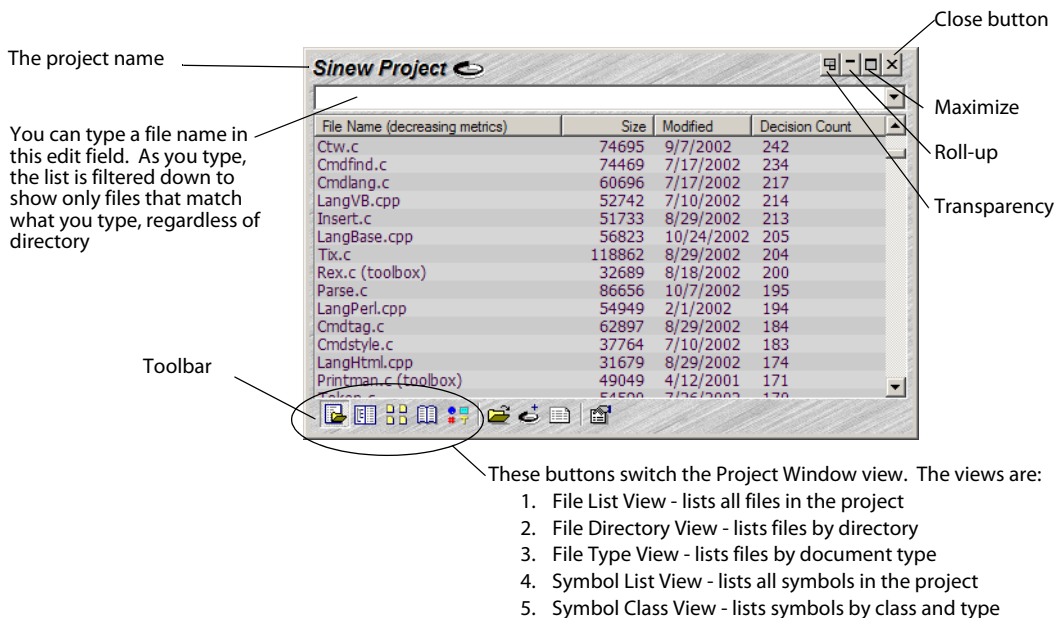 Close button
The project name
Sinew Project
Maximize
You can type a file name in
this edit field. As you type,
the list is filtered down to
show only files that match
what you type, regardless of
directory
Roll-up
Transparency
File Name (decreasing metrics) Size Modified Decision Count
Ctw.c 74695 9/7/2002 242
Cmdfind.c 74469 7/17/2002 234
Cmdlang.c 60696 7/17/2002 217
LangVB.cpp 52742 7/10/2002 214
Insert.c 51733 8/29/2002 213
LangBase.cpp 56823 10/24/2002 205
Tix.c 118862 8/29/2002 204
Rex.c (toolbox) 32689 8/18/2002 200
Parse.c 86656 10/7/2002 195
LangPerl.cpp 54949 2/1/2002 194
Cmdtag.c 62897 8/29/2002 184
Cmdstyle.c 37764 7/10/2002 183
LangHtml.cpp 31679 8/29/2002 174
Printman.c (toolbox) 49049 4/12/2001 171
Toolbar
These buttons switch the Project Window view. The views are:
1. File List View - lists all files in the project
2. File Directory View - lists files by directory
3. File Type View - lists files by document type
4. Symbol List View - lists all symbols in the project
5. Symbol Class View - lists symbols by class and type